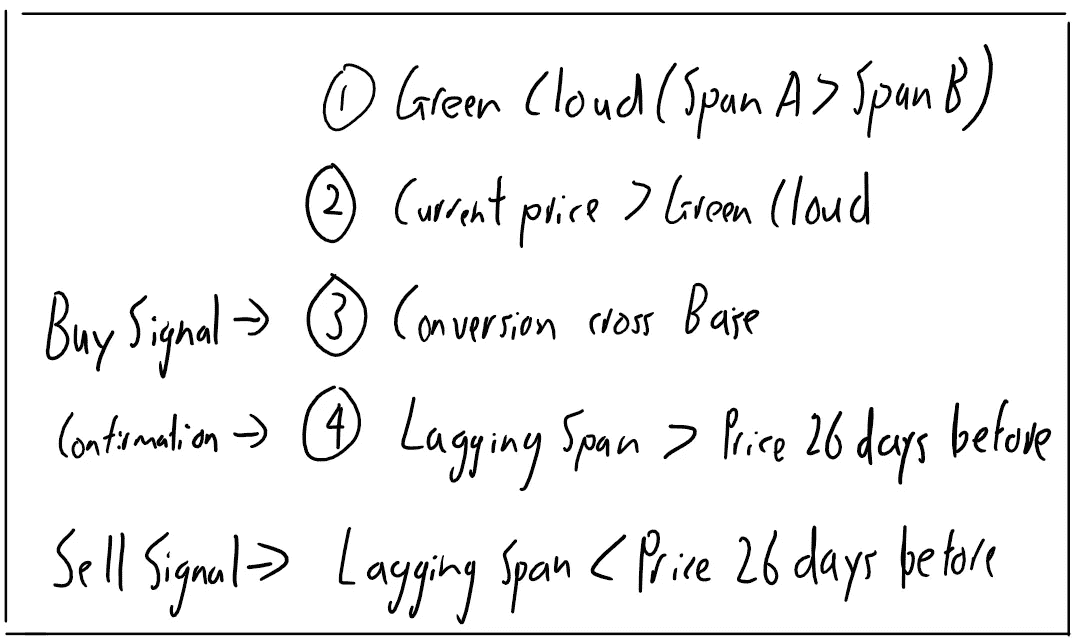 ① Green Cloud (Span A > Span B)
② Current price > Green Cloud
Buy Signal → ③ Conversion cross Base
Confirmation → ④ Lagging Span > Price 26 days before
Sell Signal → Lagging Span < Price 26 days before